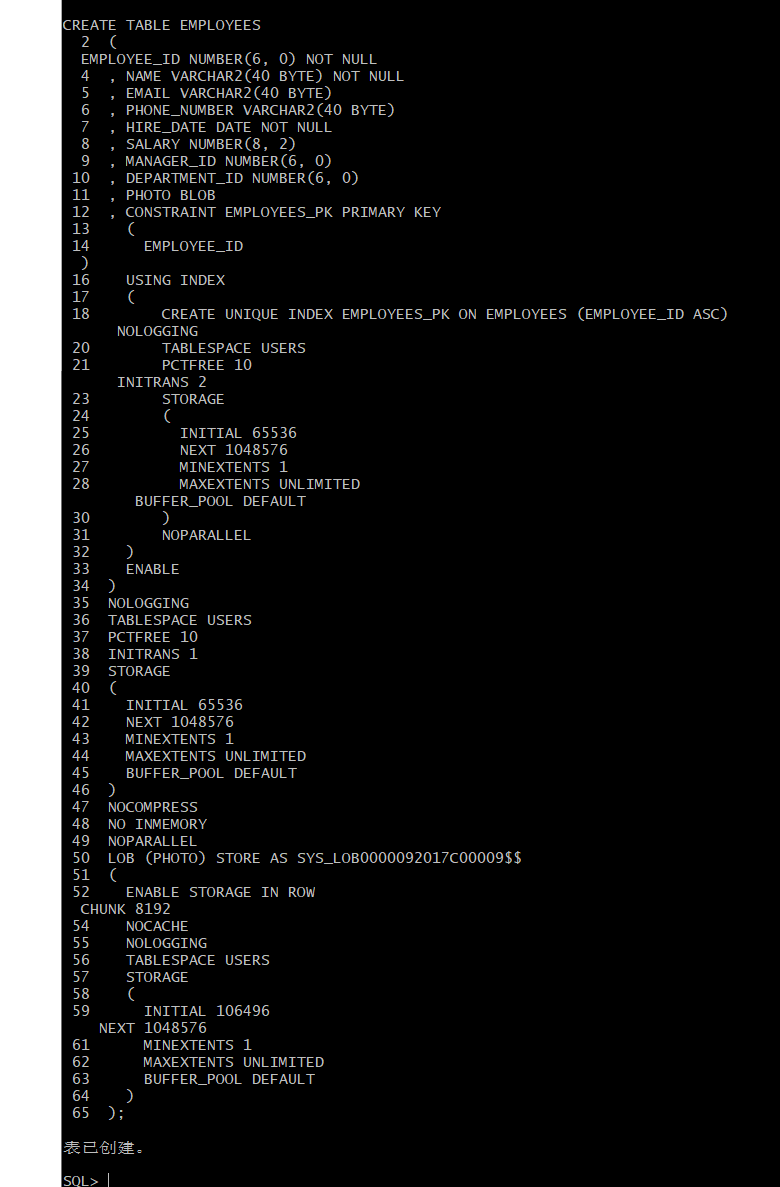 CREATE TABLE EMPLOYEES
  2  (
  EMPLOYEE_ID NUMBER(6, 0) NOT NULL
  4  , NAME VARCHAR2(40 BYTE) NOT NULL
  5  , EMAIL VARCHAR2(40 BYTE)
  6  , PHONE_NUMBER VARCHAR2(40 BYTE)
  7  , HIRE_DATE DATE NOT NULL
  8  , SALARY NUMBER(8, 2)
  9  , MANAGER_ID NUMBER(6, 0)
 10  , DEPARTMENT_ID NUMBER(6, 0)
 11  , PHOTO BLOB
 12  , CONSTRAINT EMPLOYEES_PK PRIMARY KEY
 13    (
 14      EMPLOYEE_ID
  )
 16    USING INDEX
 17    (
 18        CREATE UNIQUE INDEX EMPLOYEES_PK ON EMPLOYEES (EMPLOYEE_ID ASC)
      NOLOGGING
 20        TABLESPACE USERS
 21        PCTFREE 10
      INITRANS 2
 23        STORAGE
 24        (
 25          INITIAL 65536
 26          NEXT 1048576
 27          MINEXTENTS 1
 28          MAXEXTENTS UNLIMITED
        BUFFER_POOL DEFAULT
 30        )
 31        NOPARALLEL
 32    )
 33    ENABLE
 34  )
 35  NOLOGGING
 36  TABLESPACE USERS
 37  PCTFREE 10
 38  INITRANS 1
 39  STORAGE
 40  (
 41    INITIAL 65536
 42    NEXT 1048576
 43    MINEXTENTS 1
 44    MAXEXTENTS UNLIMITED
 45    BUFFER_POOL DEFAULT
 46  )
 47  NOCOMPRESS
 48  NO INMEMORY
 49  NOPARALLEL
 50  LOB (PHOTO) STORE AS SYS_LOB0000092017C00009$$
 51  (
 52    ENABLE STORAGE IN ROW
  CHUNK 8192
 54    NOCACHE
 55    NOLOGGING
 56    TABLESPACE USERS
 57    STORAGE
 58    (
 59      INITIAL 106496
    NEXT 1048576
 61      MINEXTENTS 1
 62      MAXEXTENTS UNLIMITED
 63      BUFFER_POOL DEFAULT
 64    )
 65  );
表已创建。
SQL>